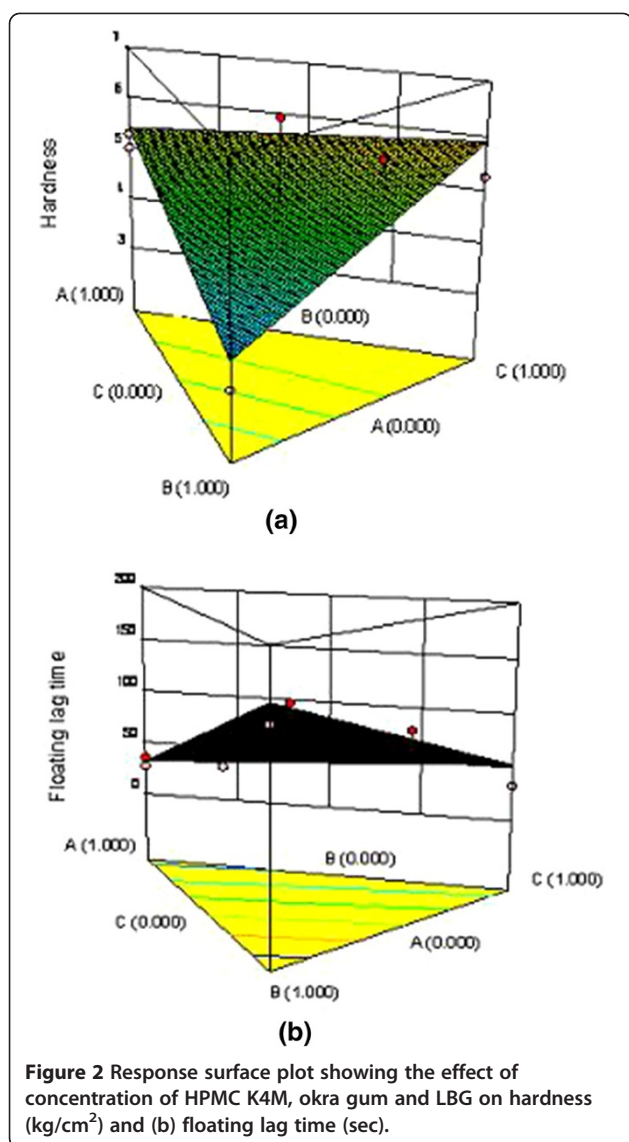 7
6
5
4
3
Hardness
A (1.000)
B (0.000)
C (1.000)
C (0.000)
A (0.000)
B (1.000)
(a)
200
150
100
50
0
Floating lag time
A (1.000)
B (0.000)
C (1.000)
C (0.000)
A (0.000)
B (1.000)
(b)
Figure 2 Response surface plot showing the effect of
concentration of HPMC K4M, okra gum and LBG on hardness
(kg/cm²) and (b) floating lag time (sec).